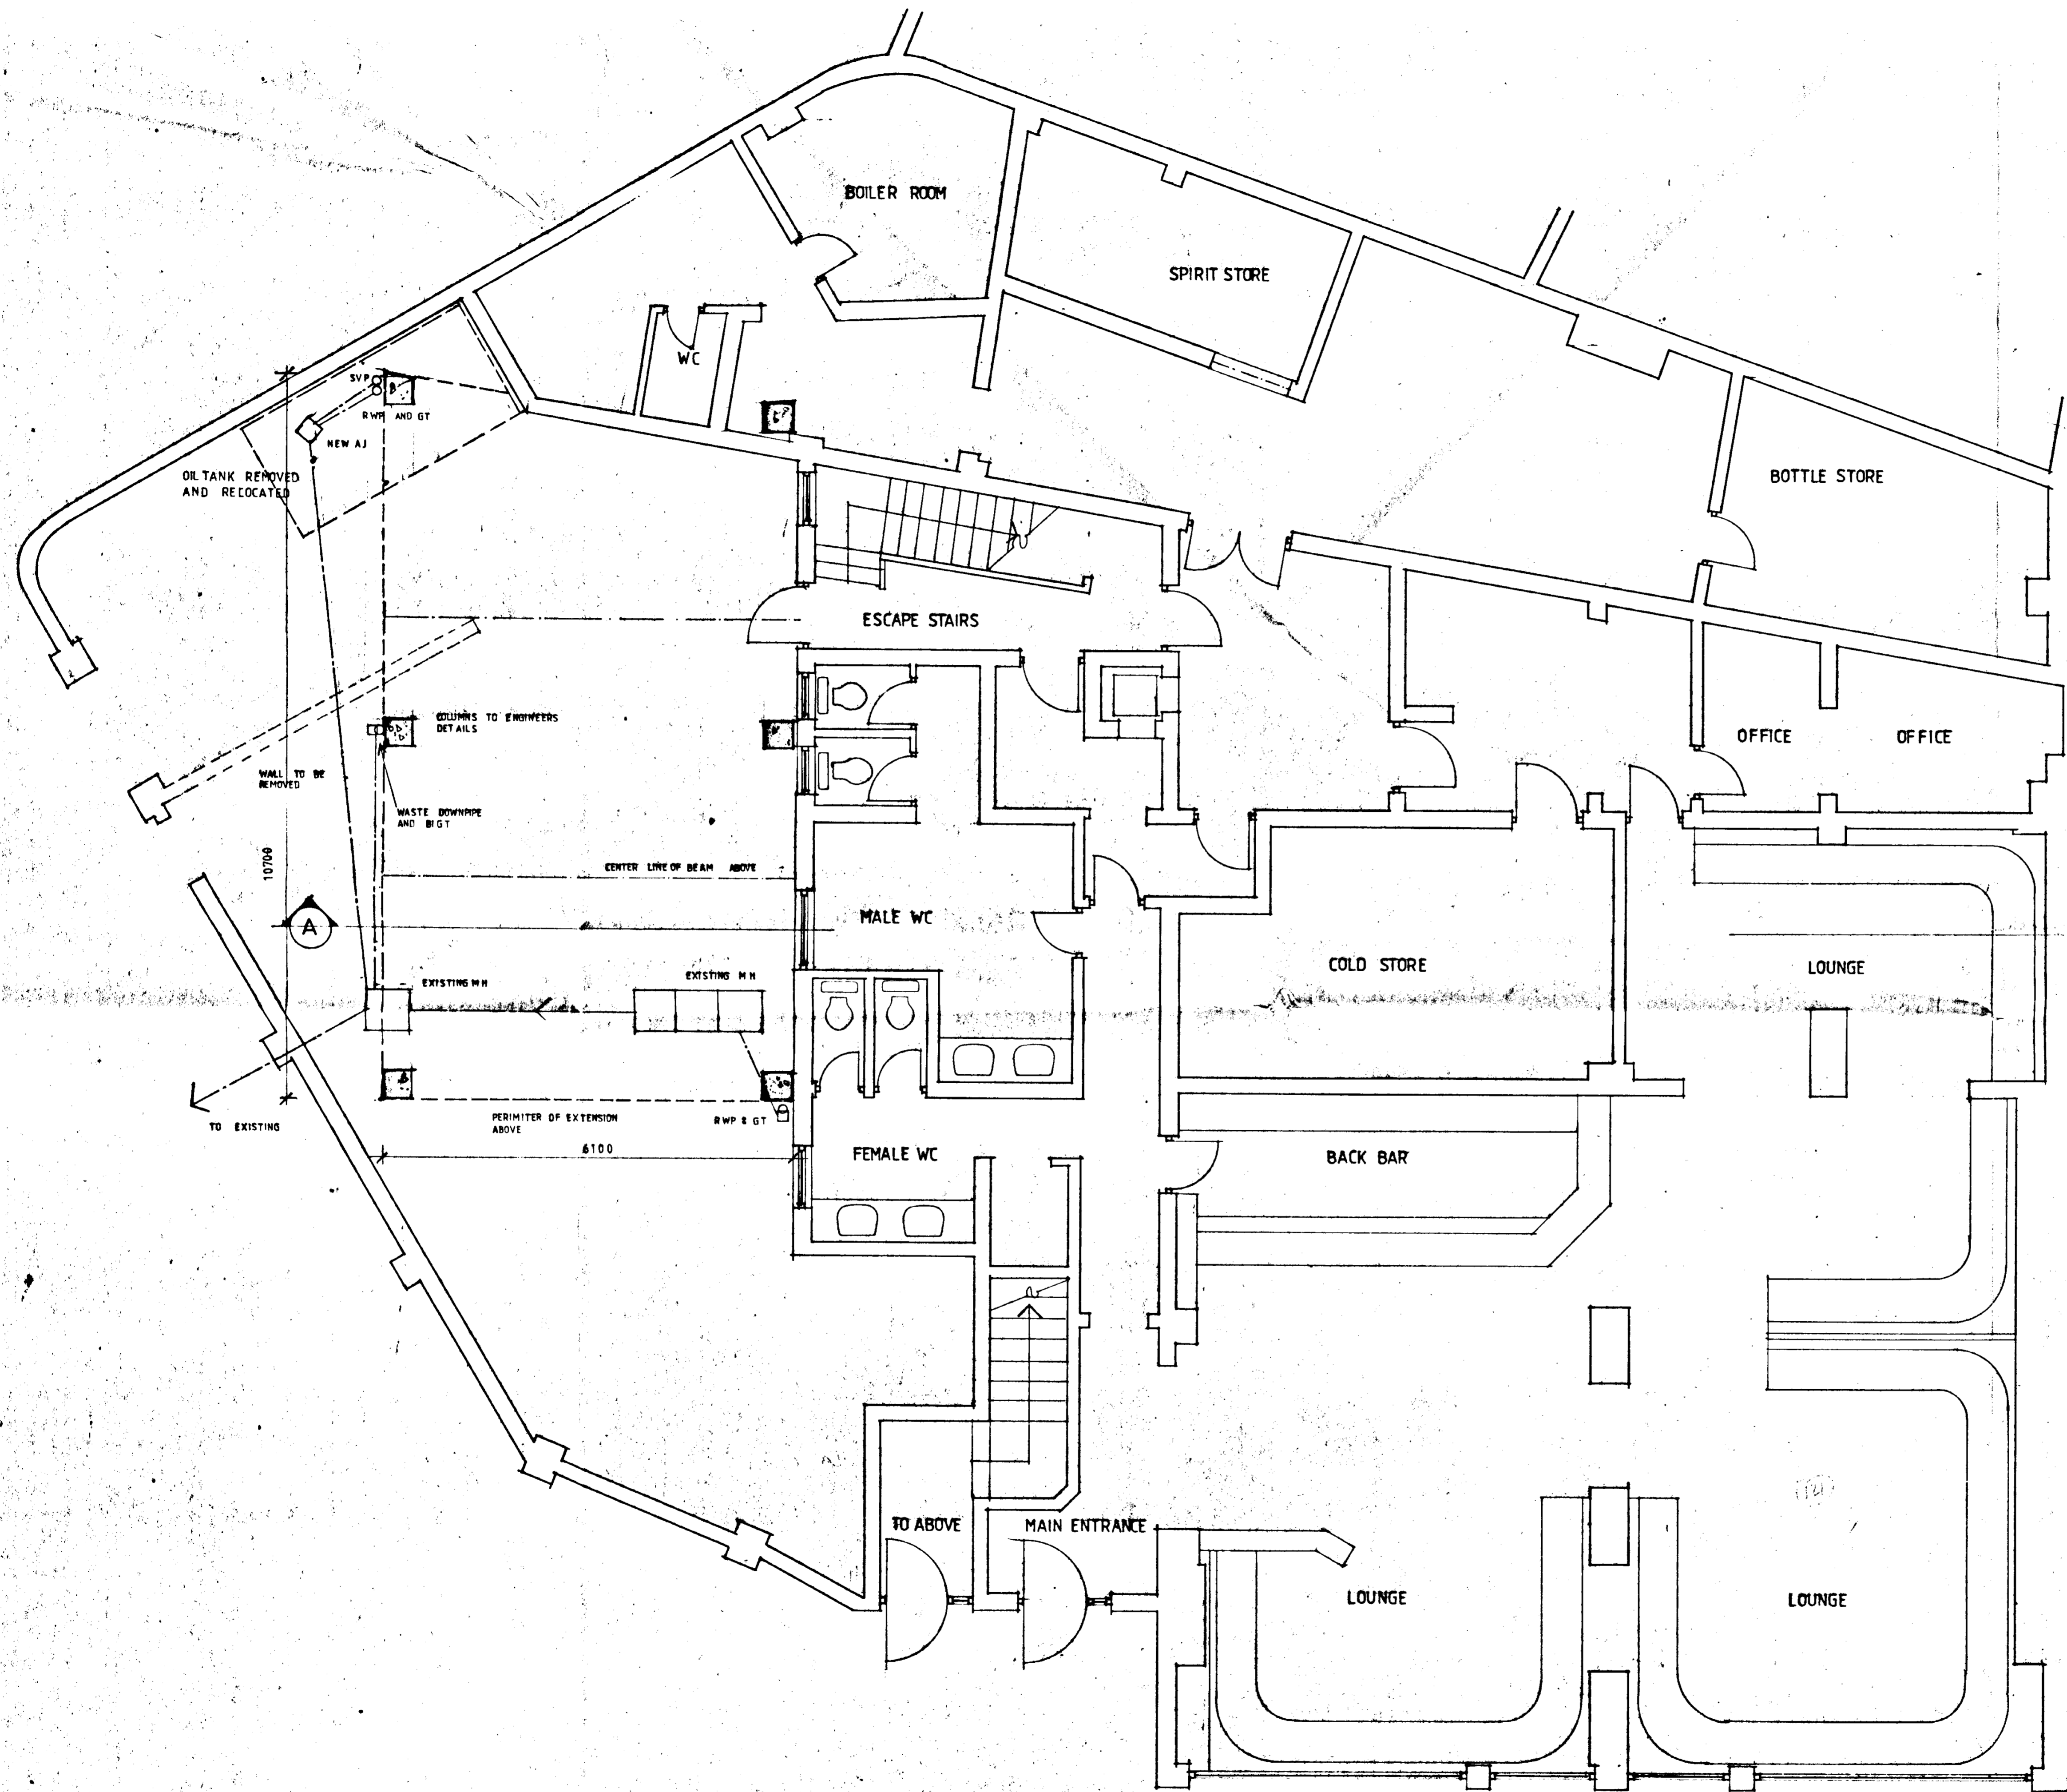 BOILER ROOM
SPIRIT STORE
WC
SVP
RWP AND GT
NEW AJ
OIL TANK REMOVED
AND RELOCATED
BOTTLE STORE
ESCAPE STAIRS
COLUMNS TO ENGINEERS
DETAILS
OFFICE
OFFICE
WALL TO BE
REMOVED
WASTE DOWNPIPE
AND BIGT
10700
CENTER LINE OF BEAM ABOVE
A
MALE WC
COLD STORE
LOUNGE
EXISTING MH
EXISTING MH
TO EXISTING
PERIMITER OF EXTENSION
ABOVE
RWP & GT
6100
FEMALE WC
BACK BAR
TO ABOVE
MAIN ENTRANCE
LOUNGE
LOUNGE